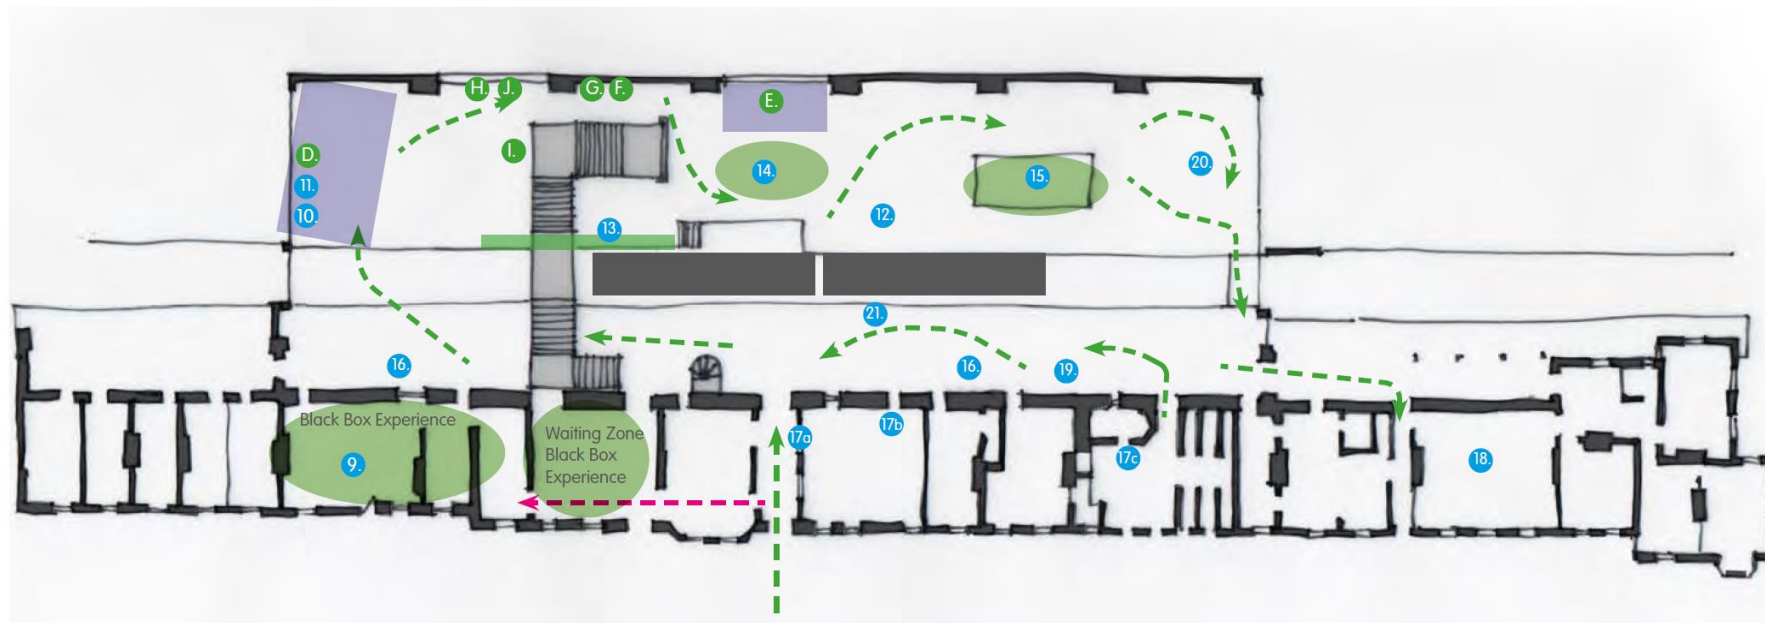 H. J. G. F.
E.
D.
I.
11.
10.
14.
15.
20.
12.
13.
21.
16.
16.
19.
Black Box Experience
9.
Waiting Zone
Black Box
Experience
17a
17b
17c
18.